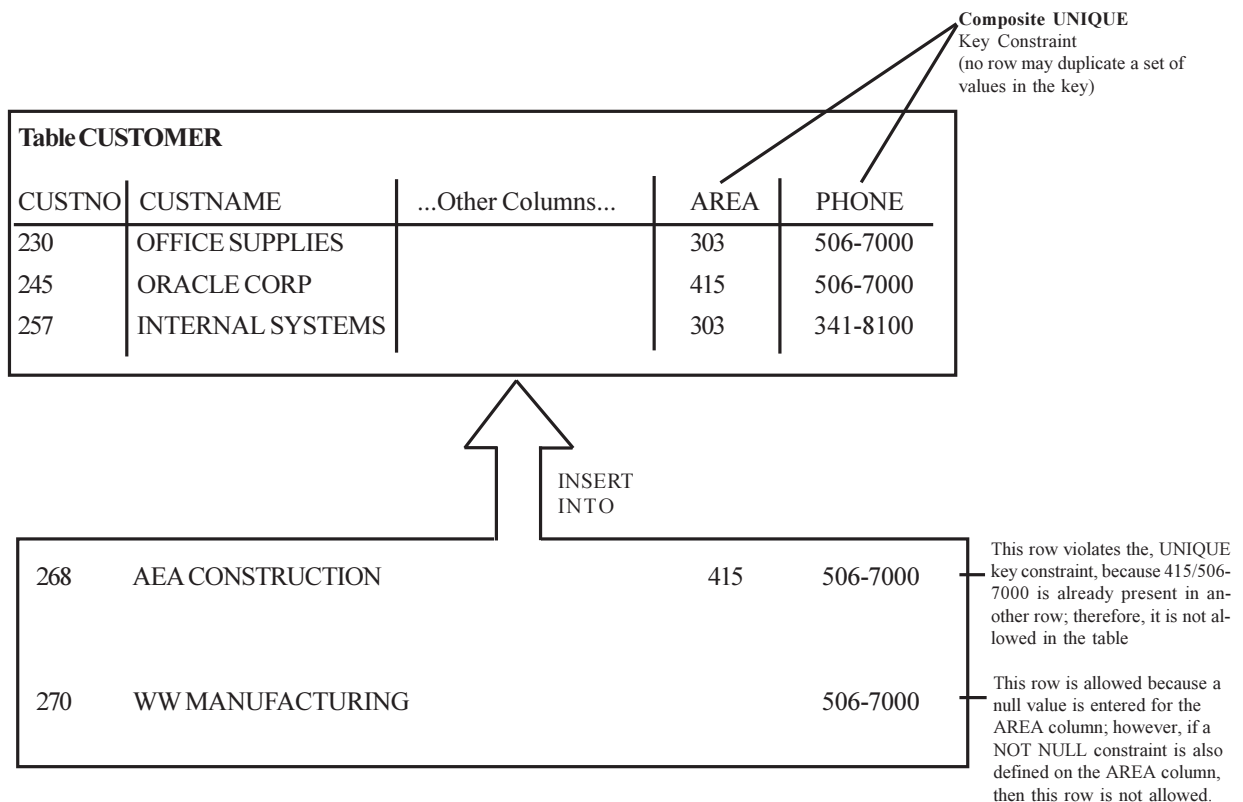 Composite UNIQUE
Key Constraint
(no row may duplicate a set of
values in the key)
Table CUSTOMER
CUSTNO CUSTNAME ...Other Columns... AREA PHONE
230 OFFICE SUPPLIES 303 506-7000
245 ORACLE CORP 415 506-7000
257 INTERNAL SYSTEMS 303 341-8100
INSERT
INTO
268 AEA CONSTRUCTION 415 506-7000
This row violates the, UNIQUE
key constraint, because 415/506-
7000 is already present in an-
other row; therefore, it is not al-
lowed in the table
270 WW MANUFACTURING 506-7000
This row is allowed because a
null value is entered for the
AREA column; however, if a
NOT NULL constraint is also
defined on the AREA column,
then this row is not allowed.